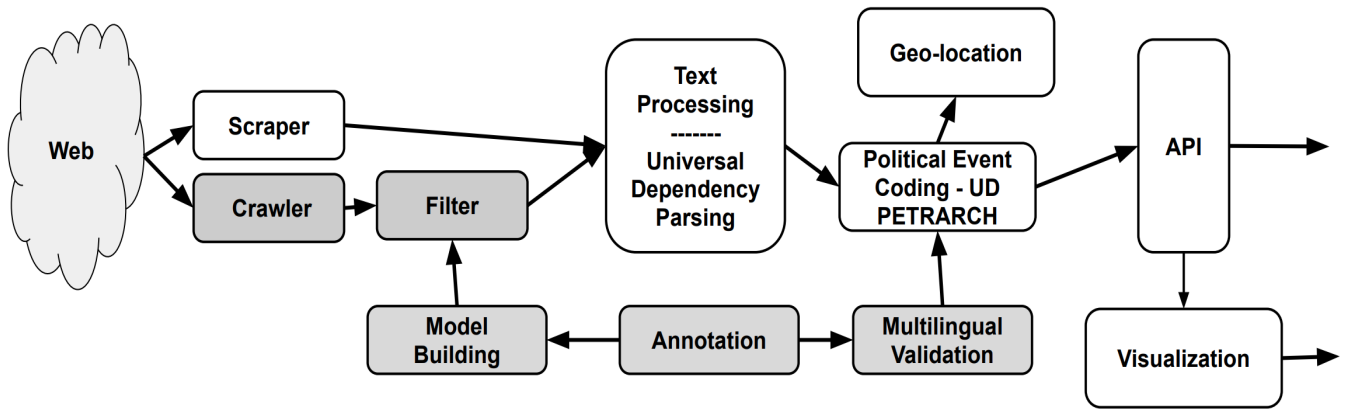 Web
Scraper
Crawler
Filter
Text
Processing
-------
Universal
Dependency
Parsing
Geo-location
Political Event
Coding - UD
PETRARCH
API
Model
Building
Annotation
Multilingual
Validation
Visualization